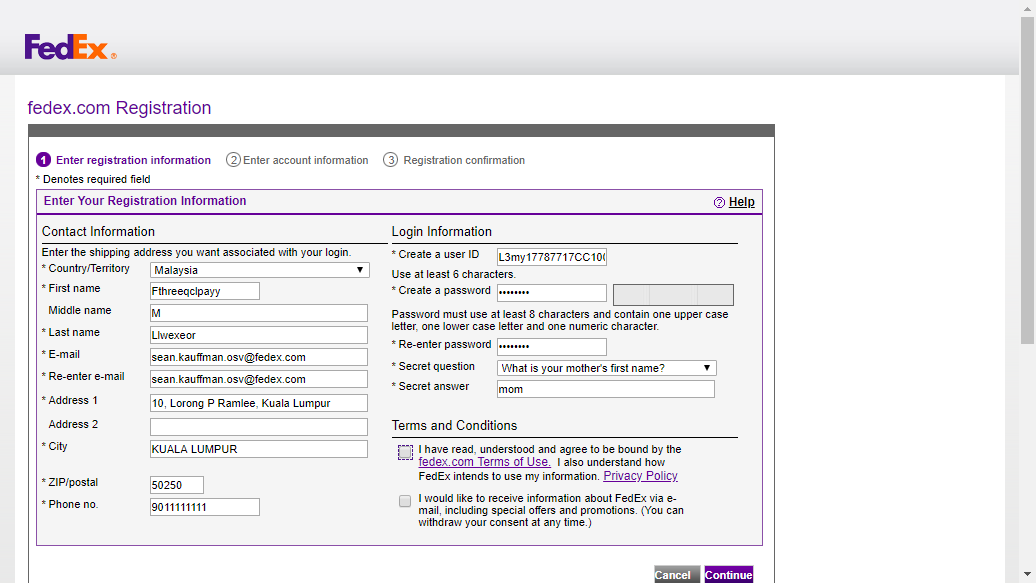 FedEx®
fedex.com Registration
1 Enter registration information
2 Enter account information
3 Registration confirmation
* Denotes required field
Enter Your Registration Information
? Help
Contact Information
Enter the shipping address you want associated with your login.
* Country/Territory Malaysia
* First name Fthreeqclpayy
Middle name M
* Last name Llwexeor
* E-mail sean.kauffman.osv@fedex.com
* Re-enter e-mail sean.kauffman.osv@fedex.com
* Address 1 10, Lorong P Ramlee, Kuala Lumpur
Address 2
* City KUALA LUMPUR
* ZIP/postal 50250
* Phone no. 9011111111
Login Information
* Create a user ID L3my17787717CC10
Use at least 6 characters.
* Create a password ••••••••
Password must use at least 8 characters and contain one upper case
letter, one lower case letter and one numeric character.
* Re-enter password ••••••••
* Secret question What is your mother's first name?
* Secret answer mom
Terms and Conditions
I have read, understood and agree to be bound by the
fedex.com Terms of Use. I also understand how
FedEx intends to use my information. Privacy Policy
I would like to receive information about FedEx via e-
mail, including special offers and promotions. (You can
withdraw your consent at any time.)
Cancel Continue